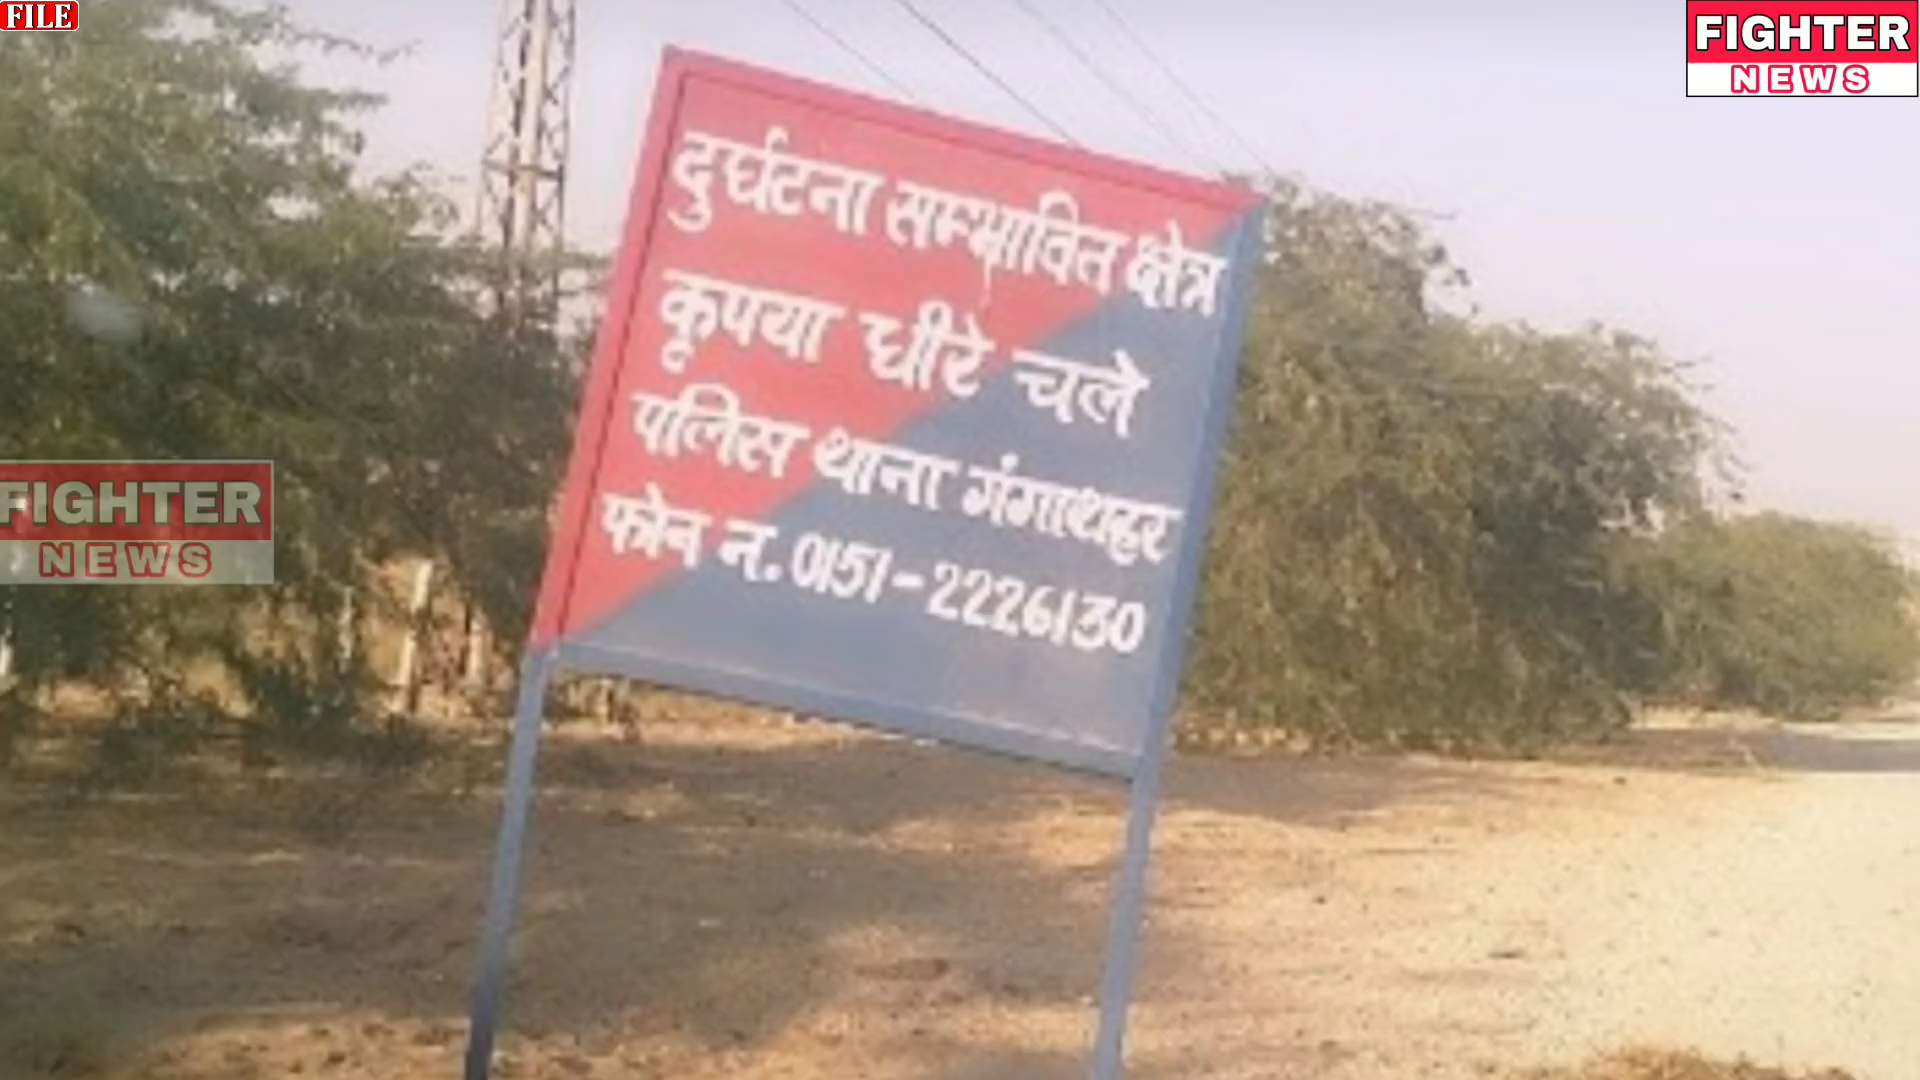 FILE
FIGHTER
NEWS
दुर्घटना सम्भावित क्षेत्र
कृपया धीरे चले
पुलिस थाना गंगाशहर
फोन न. 0151-2226130
FIGHTER
NEWS